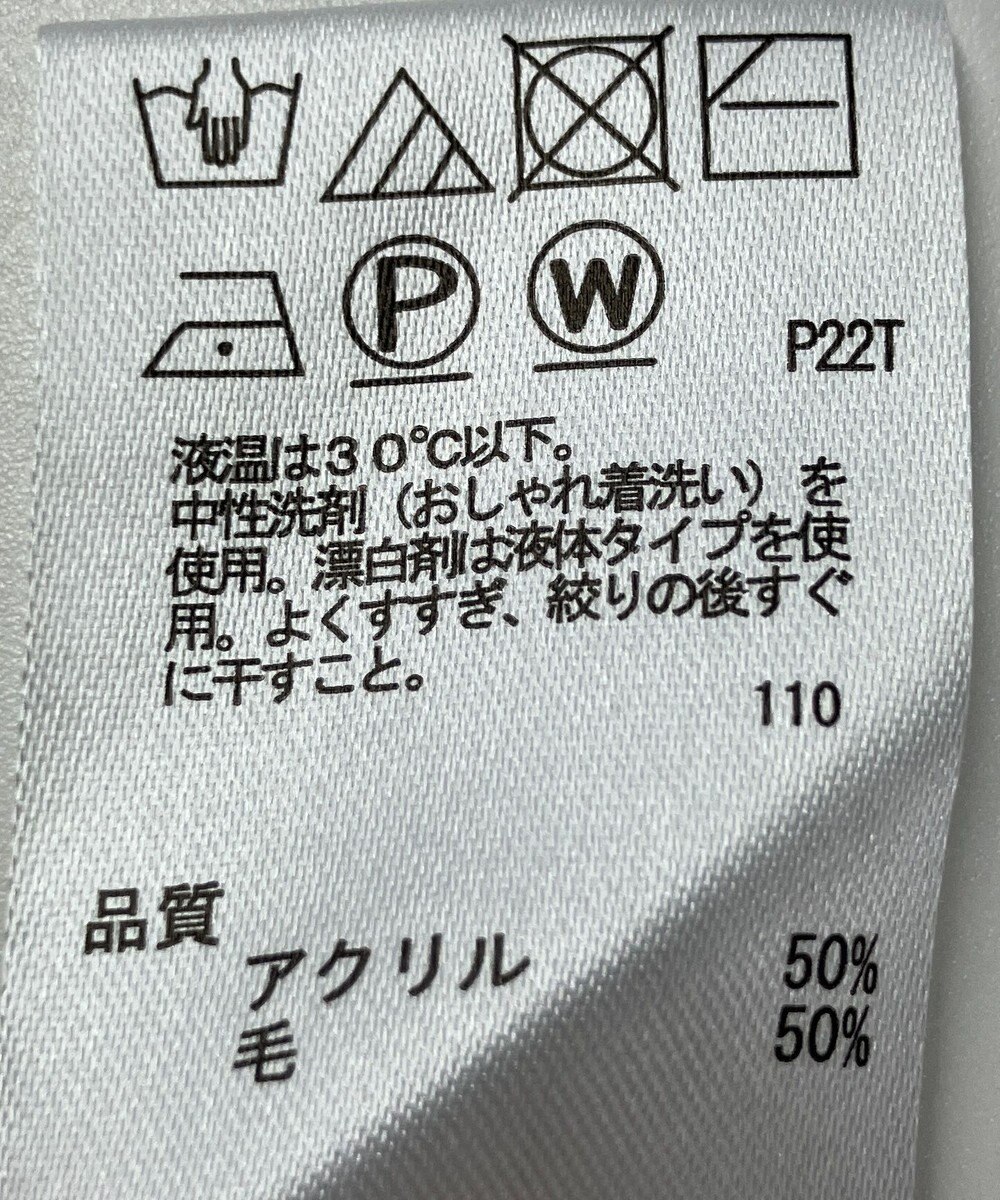 P W P22T
液温は30℃以下。
中性洗剤（おしゃれ着洗い）を
使用。漂白剤は液体タイプを使
用。よくすすぎ、絞りの後すぐ
に干すこと。
110
品質
アクリル 50%
毛 50%